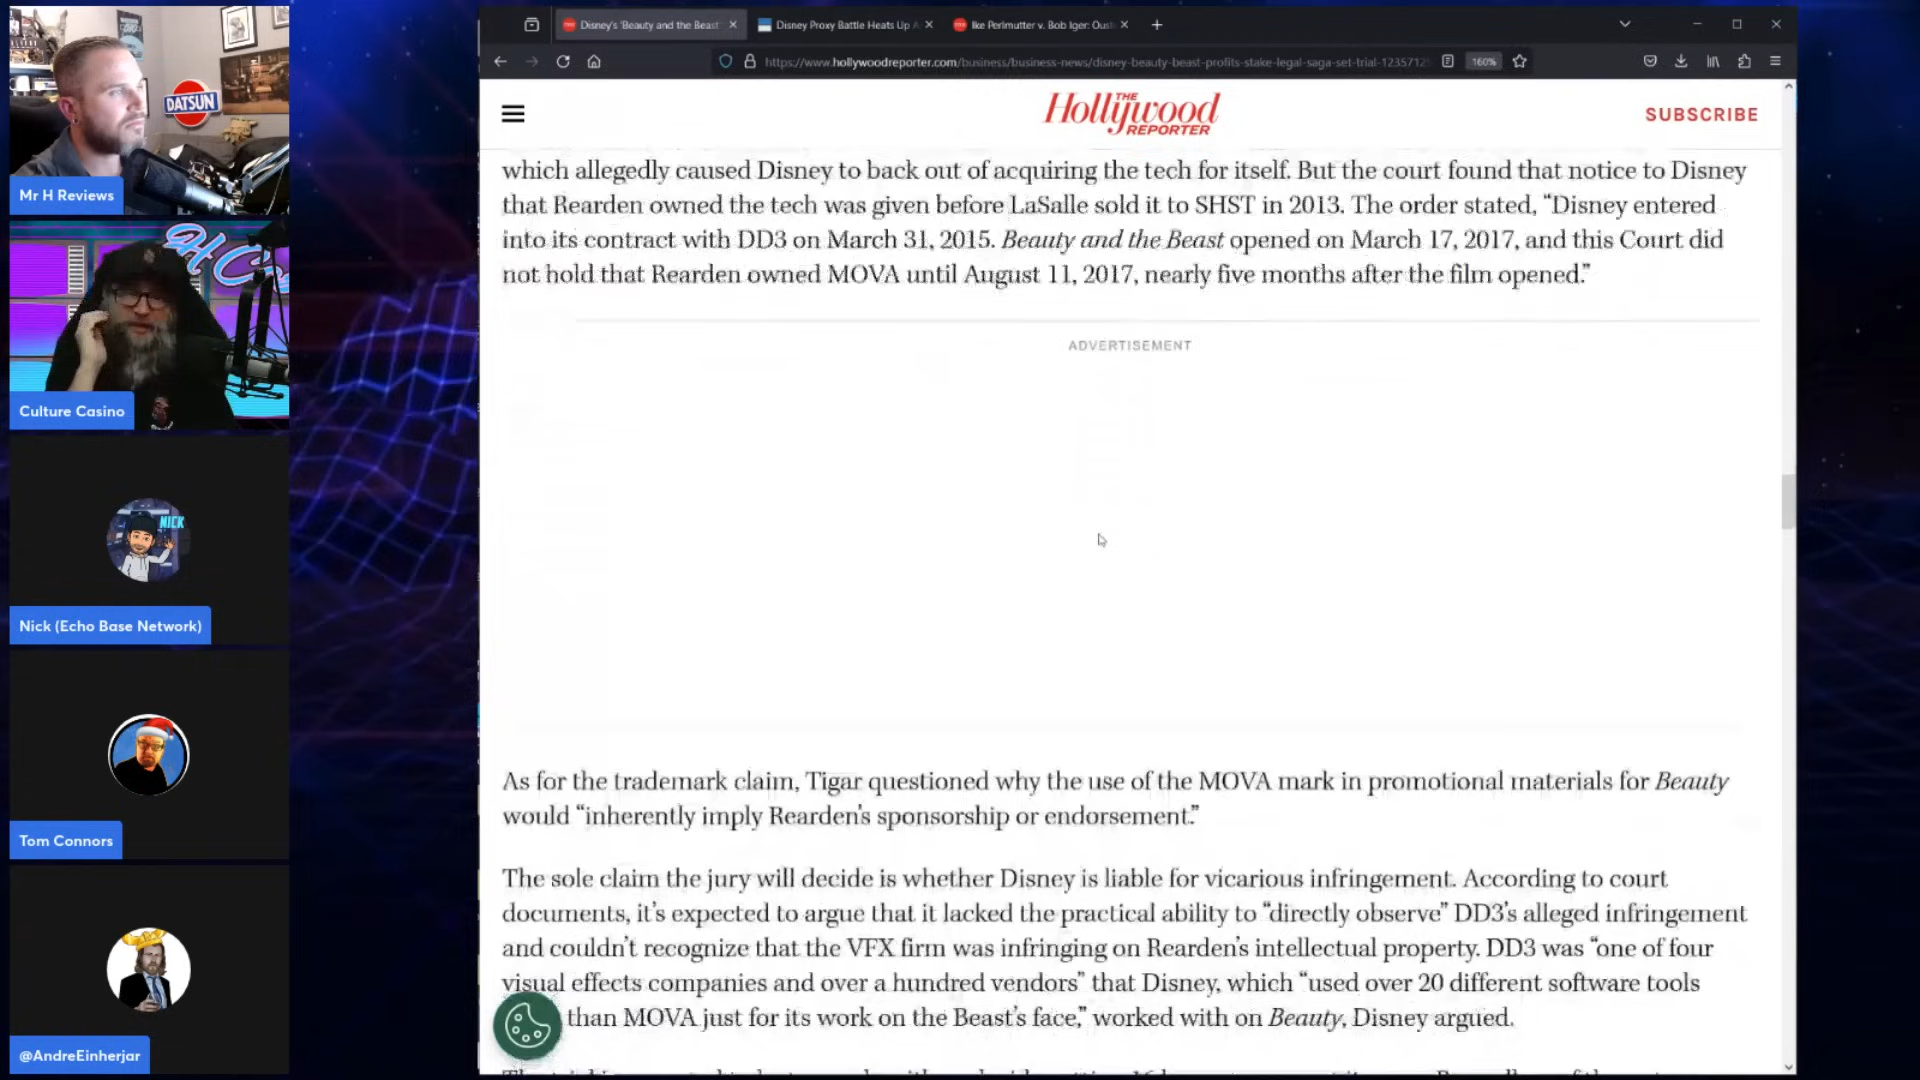 DATSUN
Mr H Reviews
Culture Casino
NICK
Nick (Echo Base Network)
Tom Connors
@AndreEinherjar
Disney's 'Beauty and the Beast'
Disney Proxy Battle Heats Up
Ike Perlmutter v. Bob Iger: Oust
https://www.hollywoodreporter.com/business/business-news/disney-beauty-beast-profits-stake-legal-saga-set-trial-1235712
160%
THE
Hollywood
REPORTER
SUBSCRIBE
which allegedly caused Disney to back out of acquiring the tech for itself. But the court found that notice to Disney
that Rearden owned the tech was given before LaSalle sold it to SHST in 2013. The order stated, “Disney entered
into its contract with DD3 on March 31, 2015. Beauty and the Beast opened on March 17, 2017, and this Court did
not hold that Rearden owned MOVA until August 11, 2017, nearly five months after the film opened.”
ADVERTISEMENT
As for the trademark claim, Tigar questioned why the use of the MOVA mark in promotional materials for Beauty
would “inherently imply Rearden’s sponsorship or endorsement.”
The sole claim the jury will decide is whether Disney is liable for vicarious infringement. According to court
documents, it’s expected to argue that it lacked the practical ability to “directly observe” DD3’s alleged infringement
and couldn’t recognize that the VFX firm was infringing on Rearden’s intellectual property. DD3 was “one of four
visual effects companies and over a hundred vendors” that Disney, which “used over 20 different software tools
than MOVA just for its work on the Beast’s face,” worked with on Beauty, Disney argued.